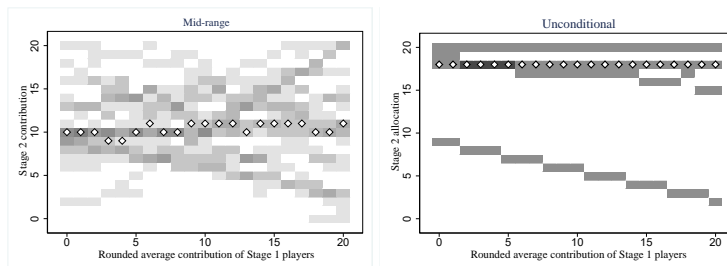 Mid-range
Stage 2 contribution
0 5 10 15 20
0 5 10 15 20
Rounded average contribution of Stage 1 players
Unconditional
Stage 2 allocation
0 5 10 15 20
0 5 10 15 20
Rounded average contribution of Stage 1 players